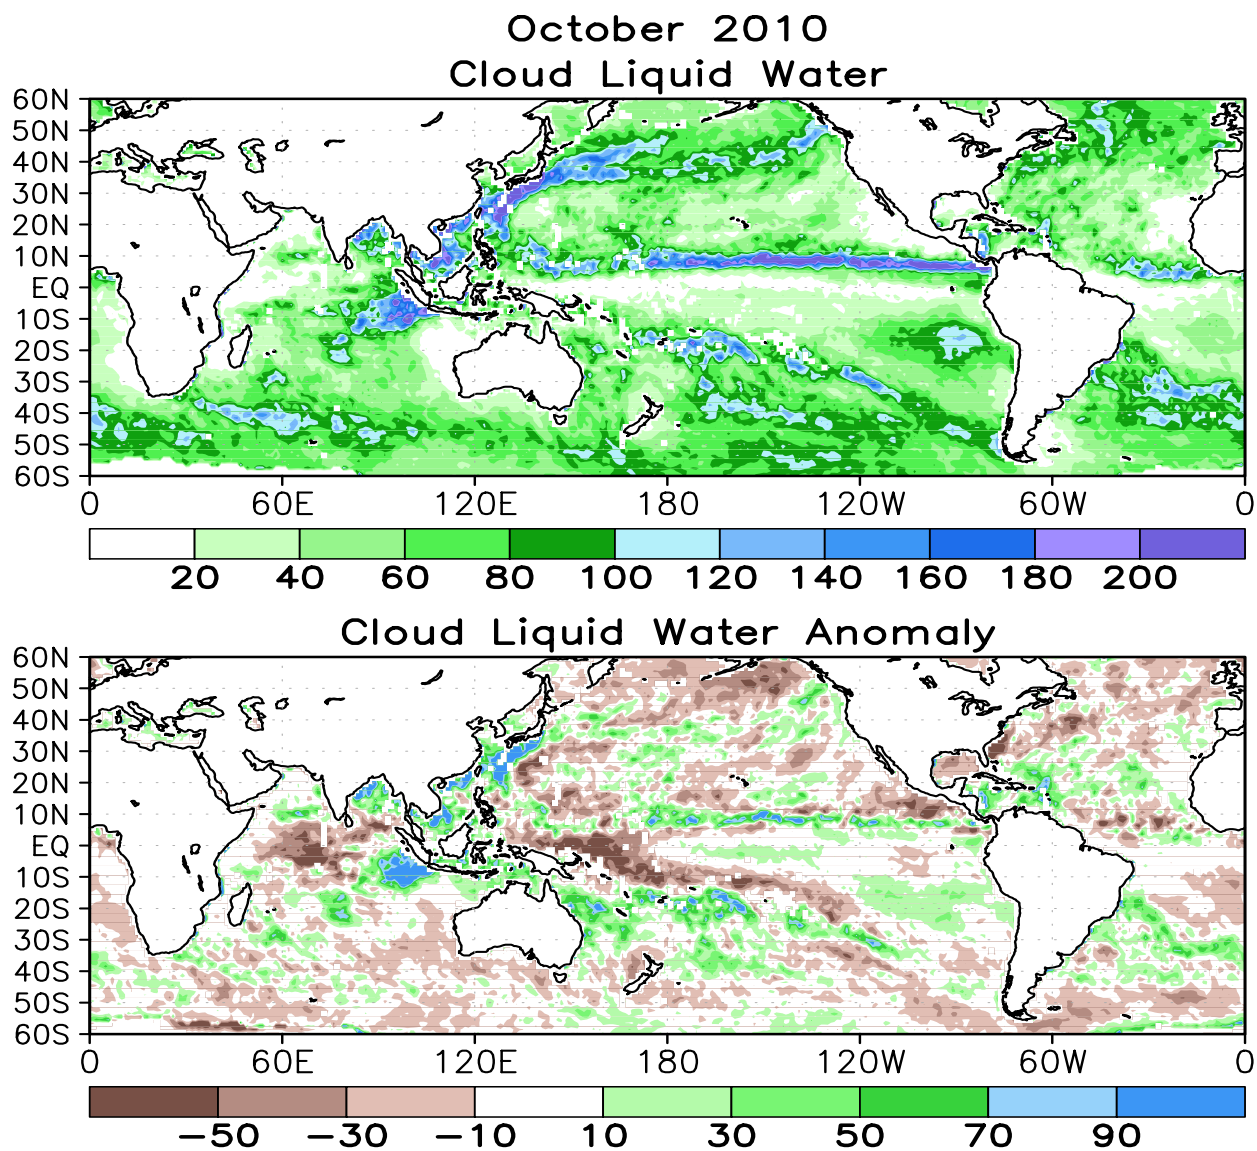 October 2010
Cloud Liquid Water
60N
50N
40N
30N
20N
10N
EQ
10S
20S
30S
40S
50S
60S
0 60E 120E 180 120W 60W 0
20 40 60 80 100 120 140 160 180 200
Cloud Liquid Water Anomaly
60N
50N
40N
30N
20N
10N
EQ
10S
20S
30S
40S
50S
60S
0 60E 120E 180 120W 60W 0
−50 −30 −10 10 30 50 70 90